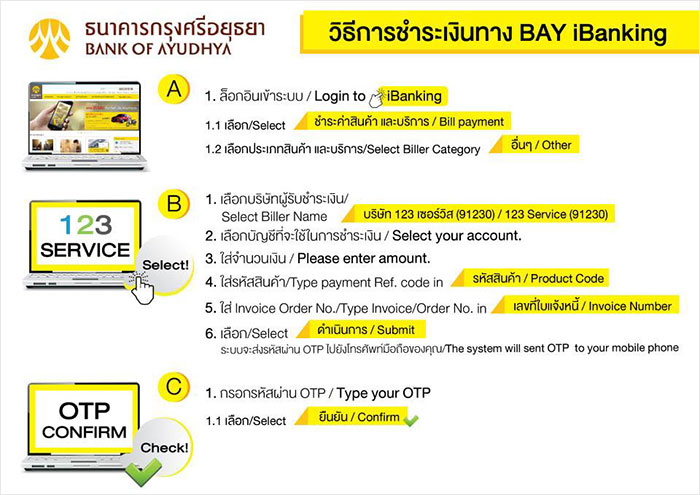 ธนาคารกรุงศรีอยุธยา
BANK OF AYUDHYA
วิธีการชำระเงินทาง BAY iBanking
A
1. ล็อกอินเข้าระบบ / Login to iBanking
1.1 เลือก/Select ชำระค่าสินค้า และบริการ / Bill payment
1.2 เลือกประเภทสินค้า และบริการ/Select Biller Category อื่นๆ / Other
123
SERVICE
Select!
B
1. เลือกบริษัทผู้รับชำระเงิน/
Select Biller Name บริษัท 123 เซอร์วิส (91230) / 123 Service (91230)
2. เลือกบัญชีที่จะใช้ในการชำระเงิน / Select your account.
3. ใส่จำนวนเงิน / Please enter amount.
4. ใส่รหัสสินค้า/Type payment Ref. code in รหัสสินค้า / Product Code
5. ใส่ Invoice Order No./Type Invoice/Order No. in เลขที่ใบแจ้งหนี้ / Invoice Number
6. เลือก/Select ดำเนินการ / Submit
ระบบจะส่งรหัสผ่าน OTP ไปยังโทรศัพท์มือถือของคุณ/The system will sent OTP to your mobile phone
OTP
CONFIRM
Check!
C
1. กรอกรหัสผ่าน OTP / Type your OTP
1.1 เลือก/Select ยืนยัน / Confirm